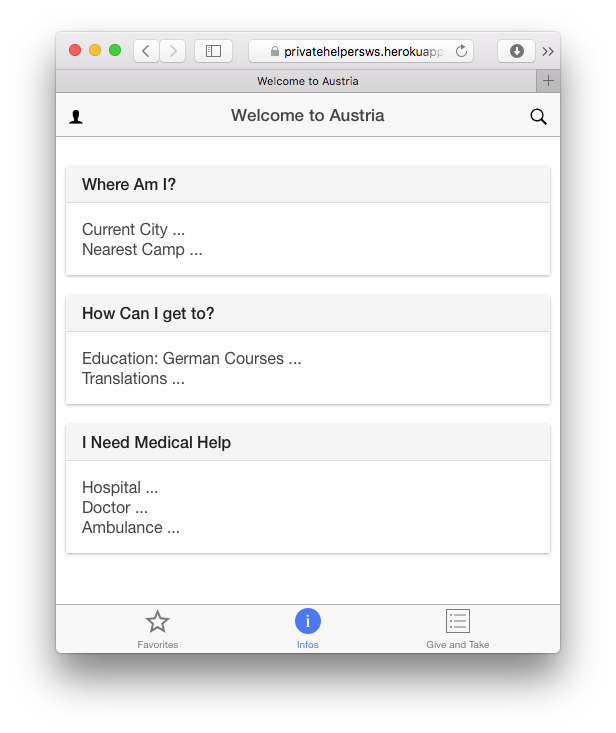 privatehelpersws.herokuapp
Welcome to Austria
Welcome to Austria
Where Am I?
Current City ...
Nearest Camp ...
How Can I get to?
Education: German Courses ...
Translations ...
I Need Medical Help
Hospital ...
Doctor ...
Ambulance ...
Favorites
Infos
Give and Take